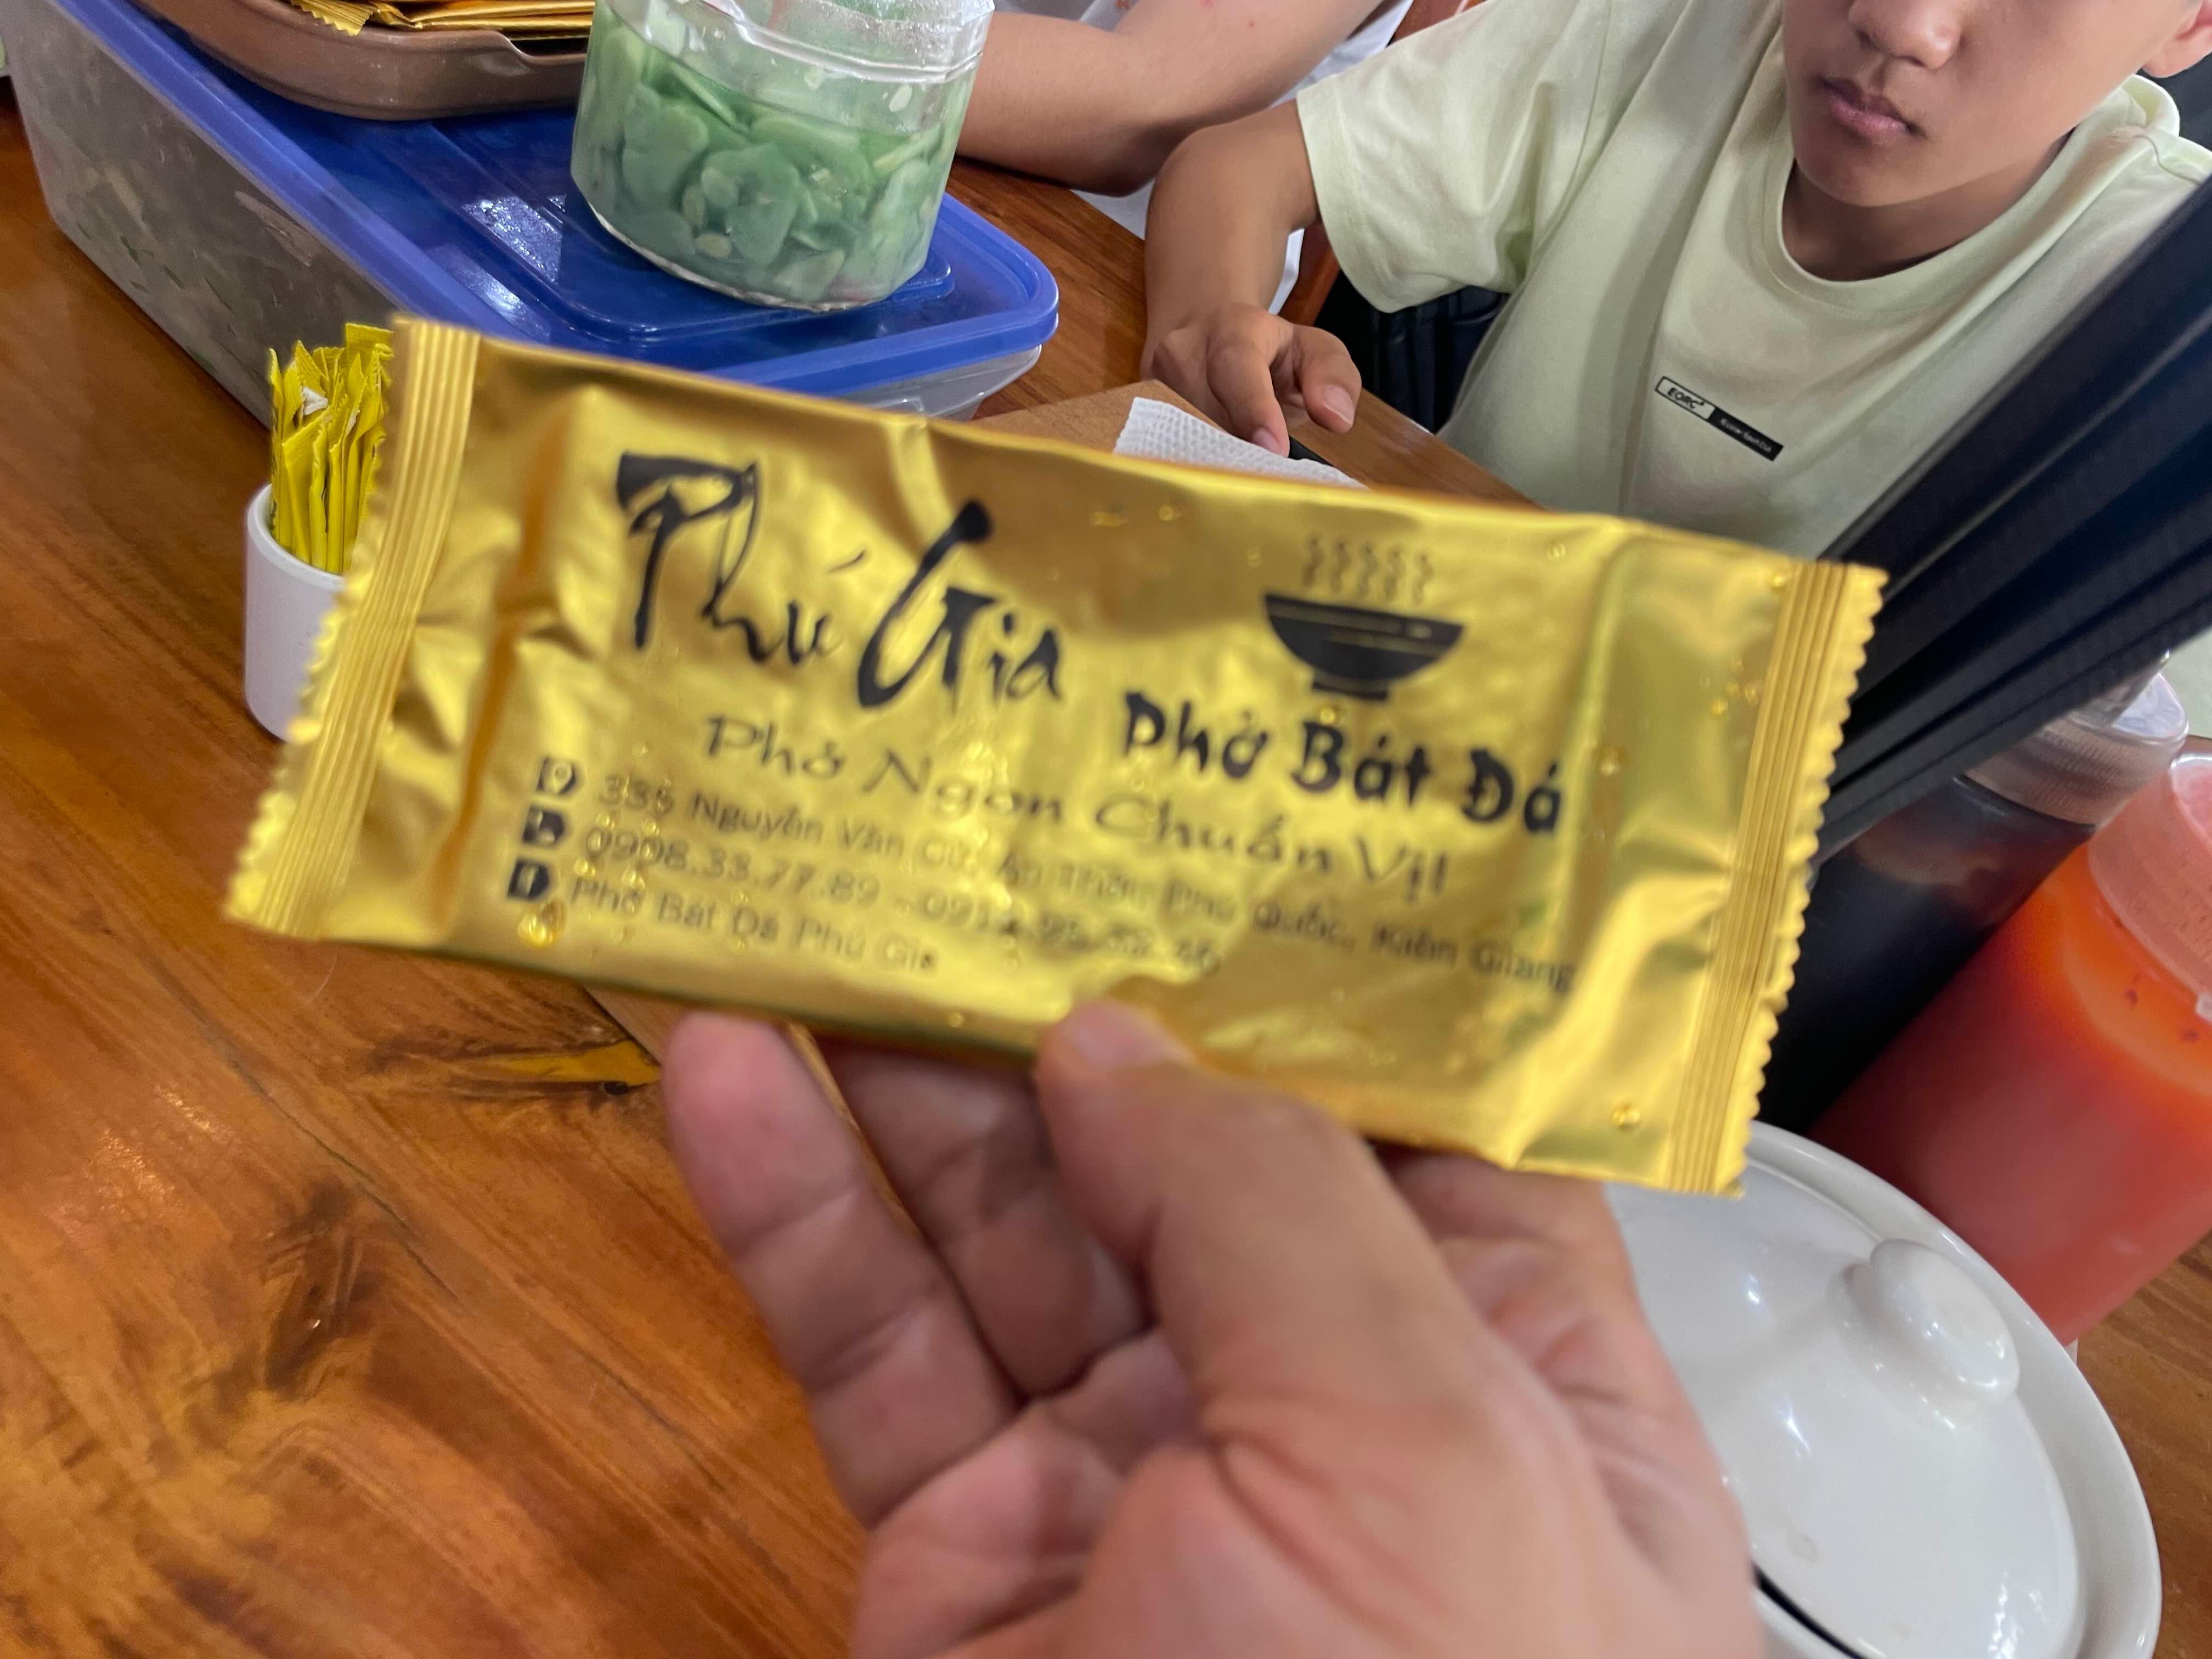 Phú Gia
Phở Bát Đá
Phở Ngon Chuẩn Vị!
335 Nguyễn Văn Cừ, An Thới, Phú Quốc, Kiên Giang
0908.33.77.89
Phở Bát Đá Phú Gia
EQRC